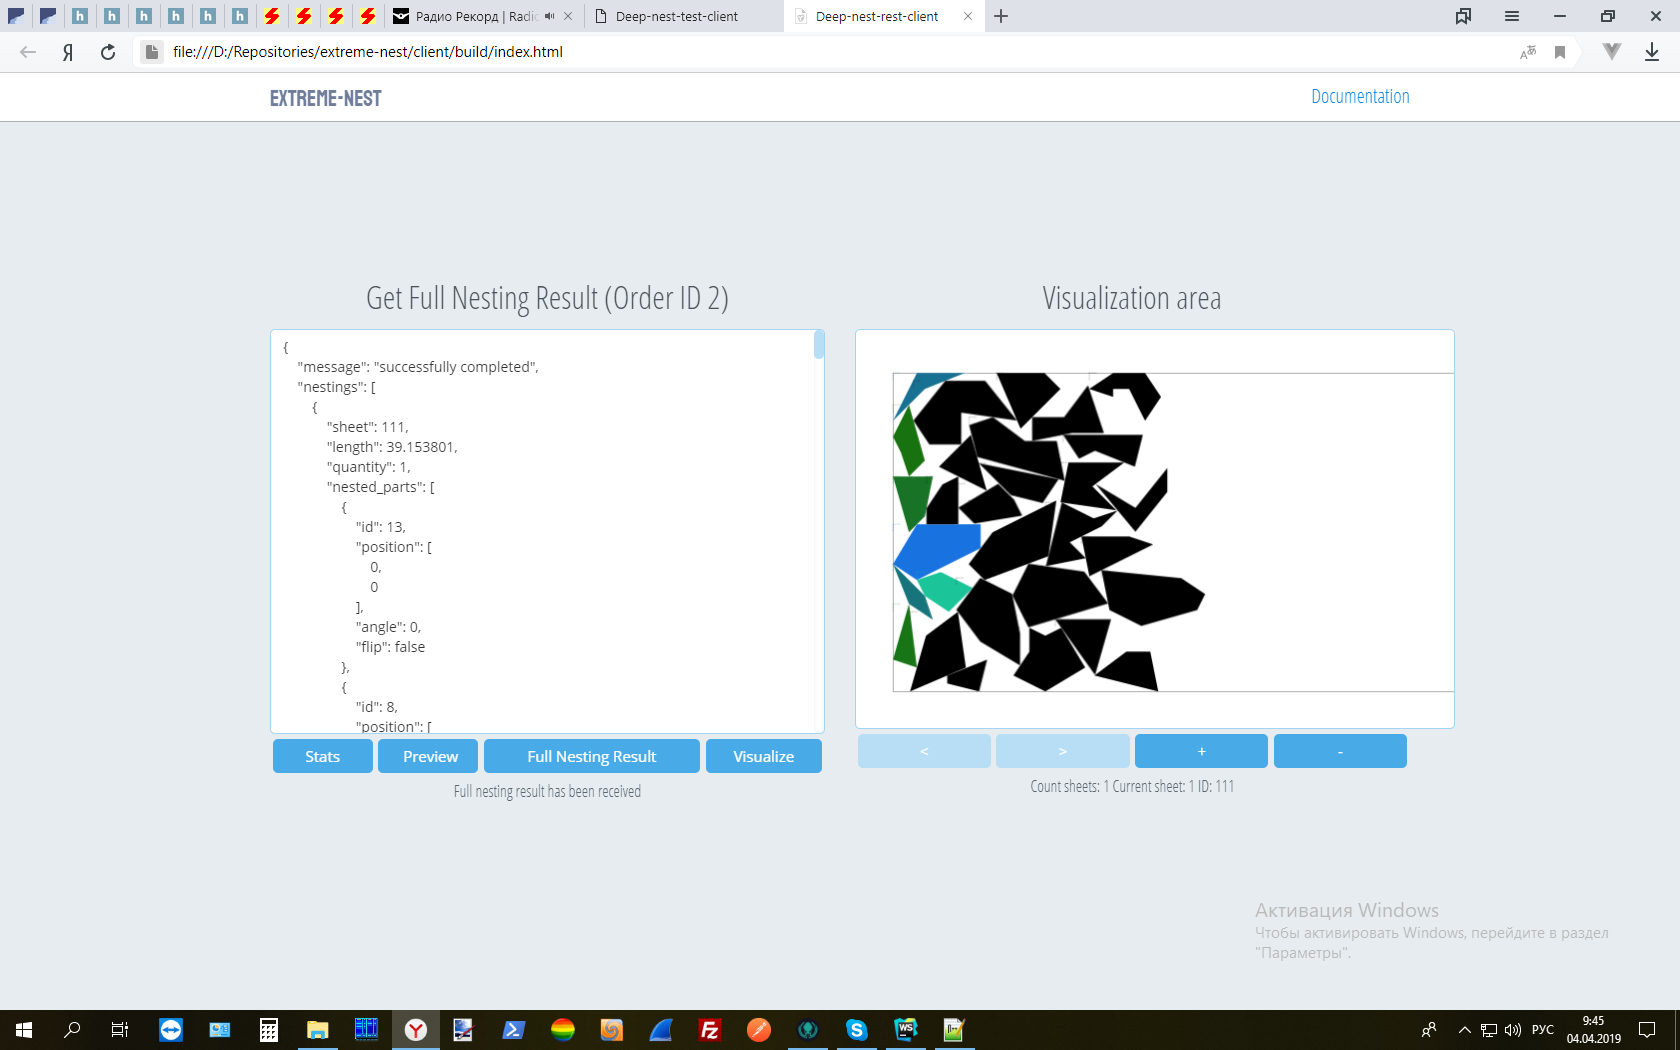 Радио Рекорд | Radio
Deep-nest-test-client
Deep-nest-rest-client
file:///D:/Repositories/extreme-nest/client/build/index.html
EXTREME-NEST
Documentation
Get Full Nesting Result (Order ID 2)
Visualization area
{
"message": "successfully completed",
"nestings": [
{
"sheet": 111,
"length": 39.153801,
"quantity": 1,
"nested_parts": [
{
"id": 13,
"position": [
0,
0
],
"angle": 0,
"flip": false
},
{
"id": 8,
"position": [
Stats
Preview
Full Nesting Result
Visualize
<
>
+
-
Full nesting result has been received
Count sheets: 1 Current sheet: 1 ID: 111
Активация Windows
Чтобы активировать Windows, перейдите в раздел
"Параметры".
РУС
9:45
04.04.2019